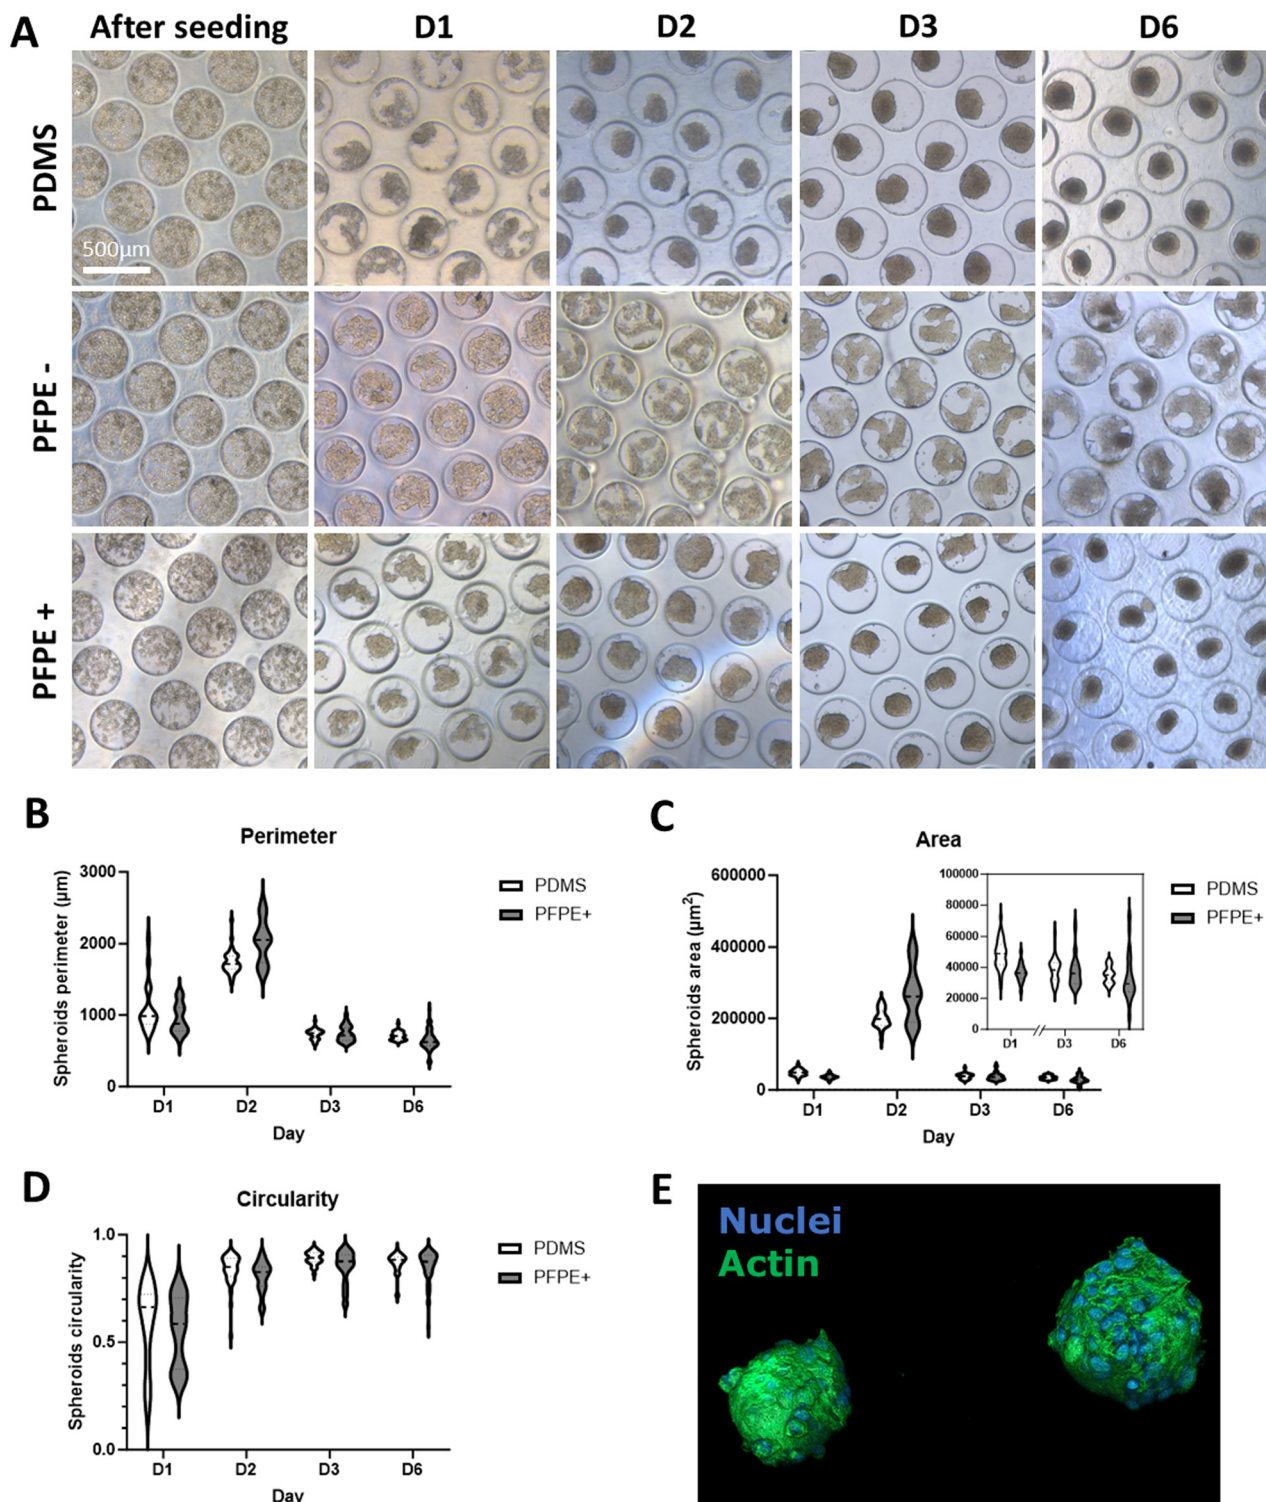 A
After seeding D1 D2 D3 D6
PDMS
500µm
PFPE -
PFPE +
B
Perimeter
Spheroids perimeter (µm)
3000
2000
1000
0
D1 D2 D3 D6
Day
PDMS
PFPE+
C
Area
Spheroids area (µm²)
600000
400000
200000
0
D1 D2 D3 D6
Day
100000
80000
60000
40000
20000
0
D1 D3 D6
PDMS
PFPE+
D
Circularity
Spheroids circularity
1.0
0.5
0.0
D1 D2 D3 D6
Day
PDMS
PFPE+
E
Nuclei
Actin